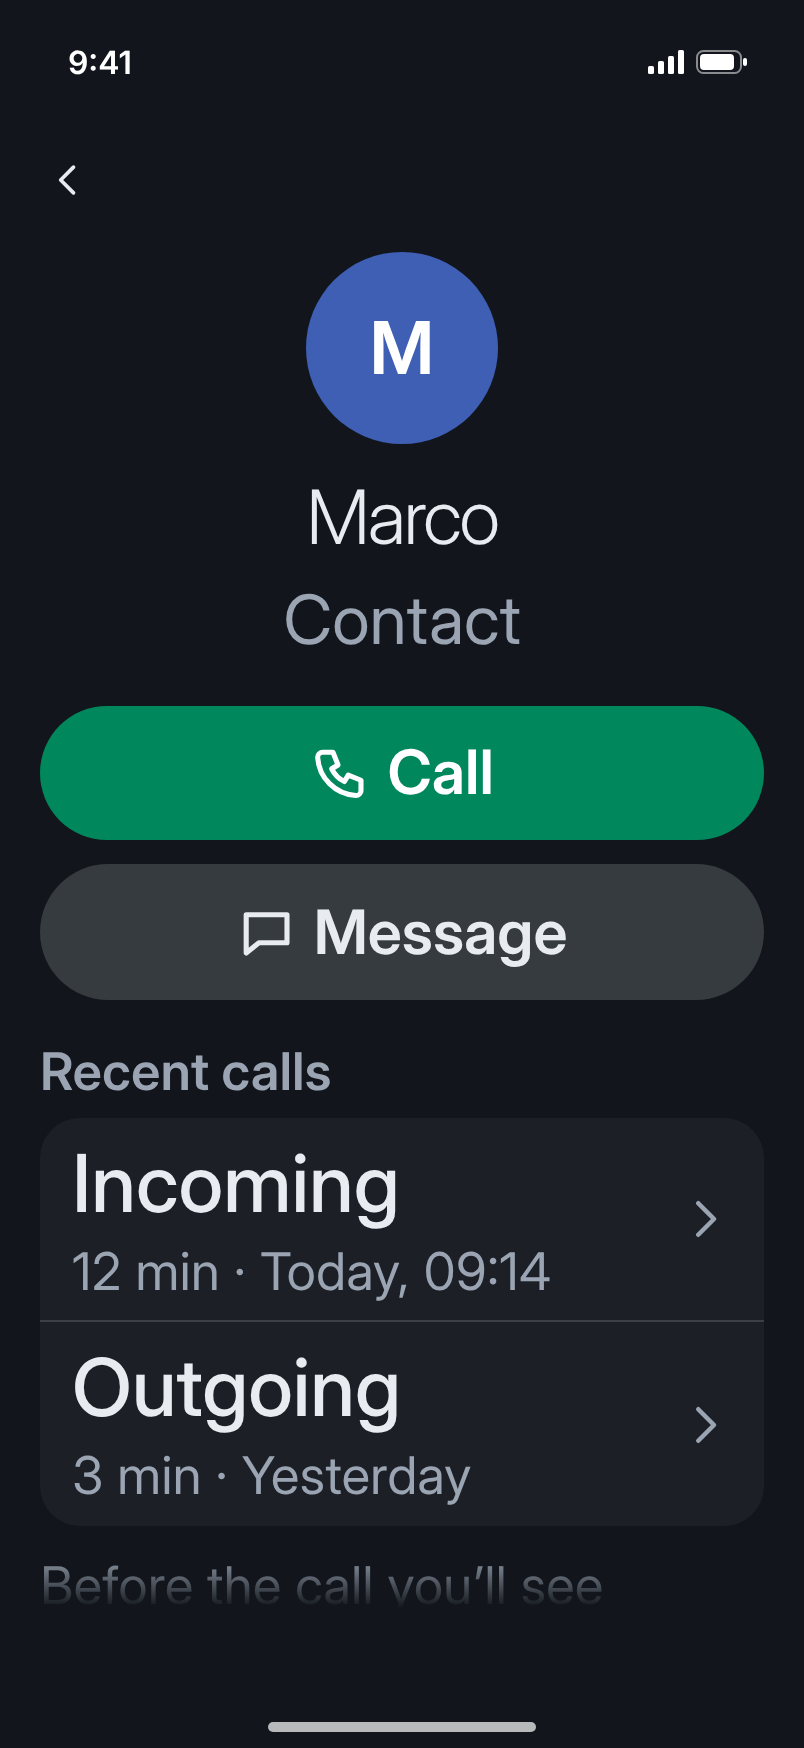 9:41
M
Marco
Contact
Call
Message
Recent calls
Incoming
12 min · Today, 09:14
Outgoing
3 min · Yesterday
Before the call you’ll see